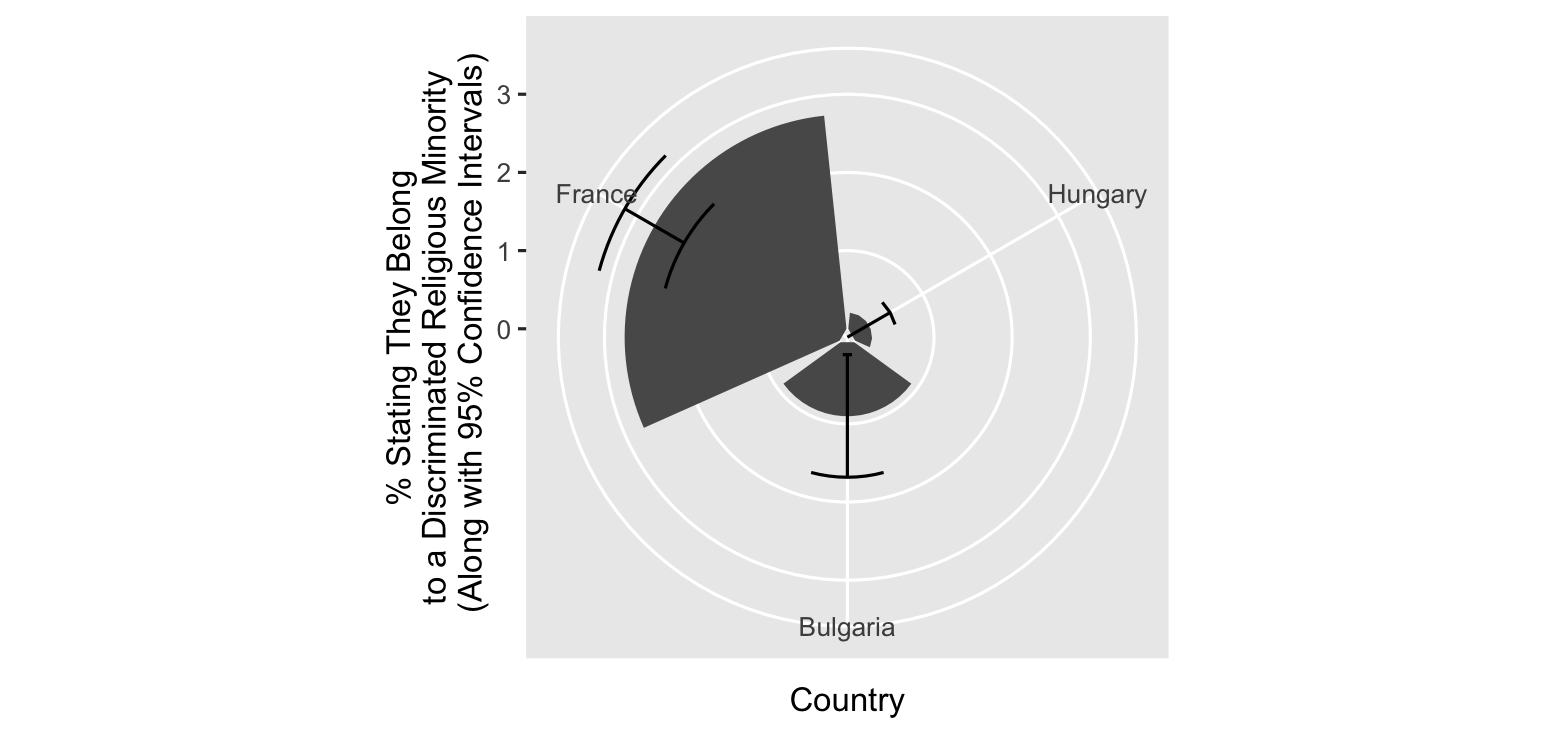 % Stating They Belong
to a Discriminated Religious Minority
(Along with 95% Confidence Intervals)
3
2
1
0
France
Hungary
Bulgaria
Country